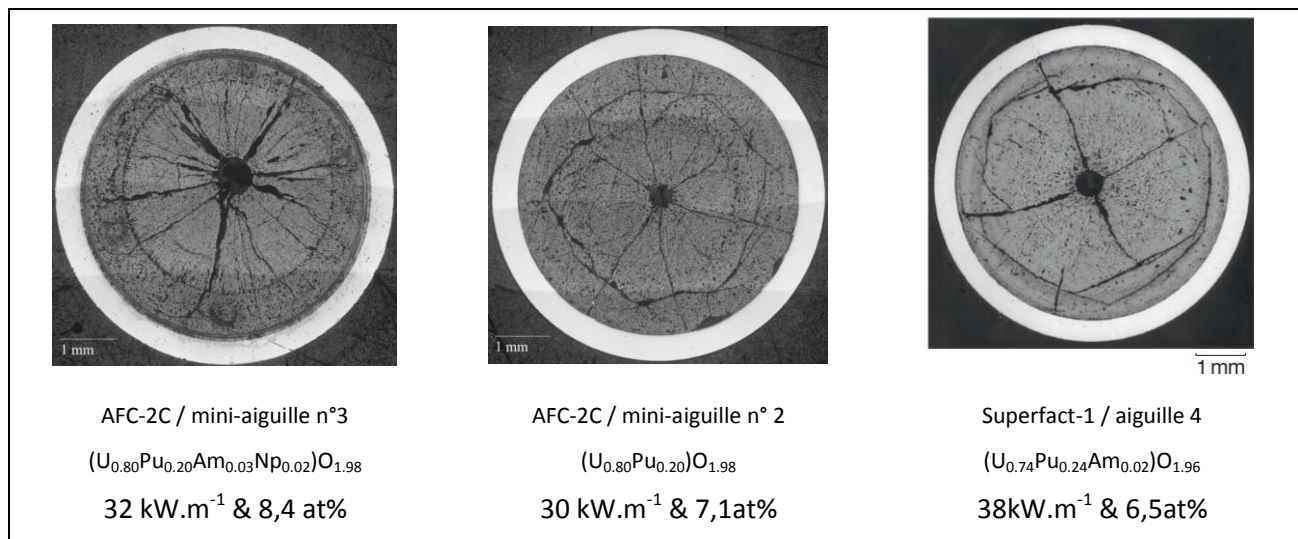 1 mm
1 mm
1 mm
AFC-2C / mini-aiguille n°3
(U₀.₈₀Pu₀.₂₀Am₀.₀₃Np₀.₀₂)O₁.₉₈
32 kW.m⁻¹ & 8,4 at%
AFC-2C / mini-aiguille n° 2
(U₀.₈₀Pu₀.₂₀)O₁.₉₈
30 kW.m⁻¹ & 7,1at%
Superfact-1 / aiguille 4
(U₀.₇₄Pu₀.₂₄Am₀.₀₂)O₁.₉₆
38kW.m⁻¹ & 6,5at%